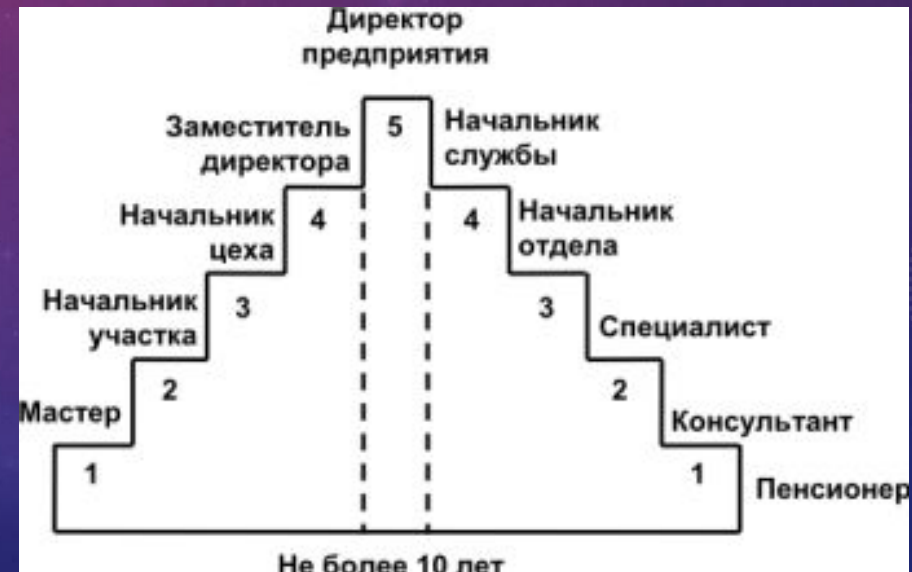 Директор
предприятия
Заместитель
директора
5
Начальник
службы
Начальник
цеха
4
4
Начальник
отдела
Начальник
участка
3
3
Специалист
Мастер
2
2
Консультант
1
1
Пенсионер
Не более 10 лет